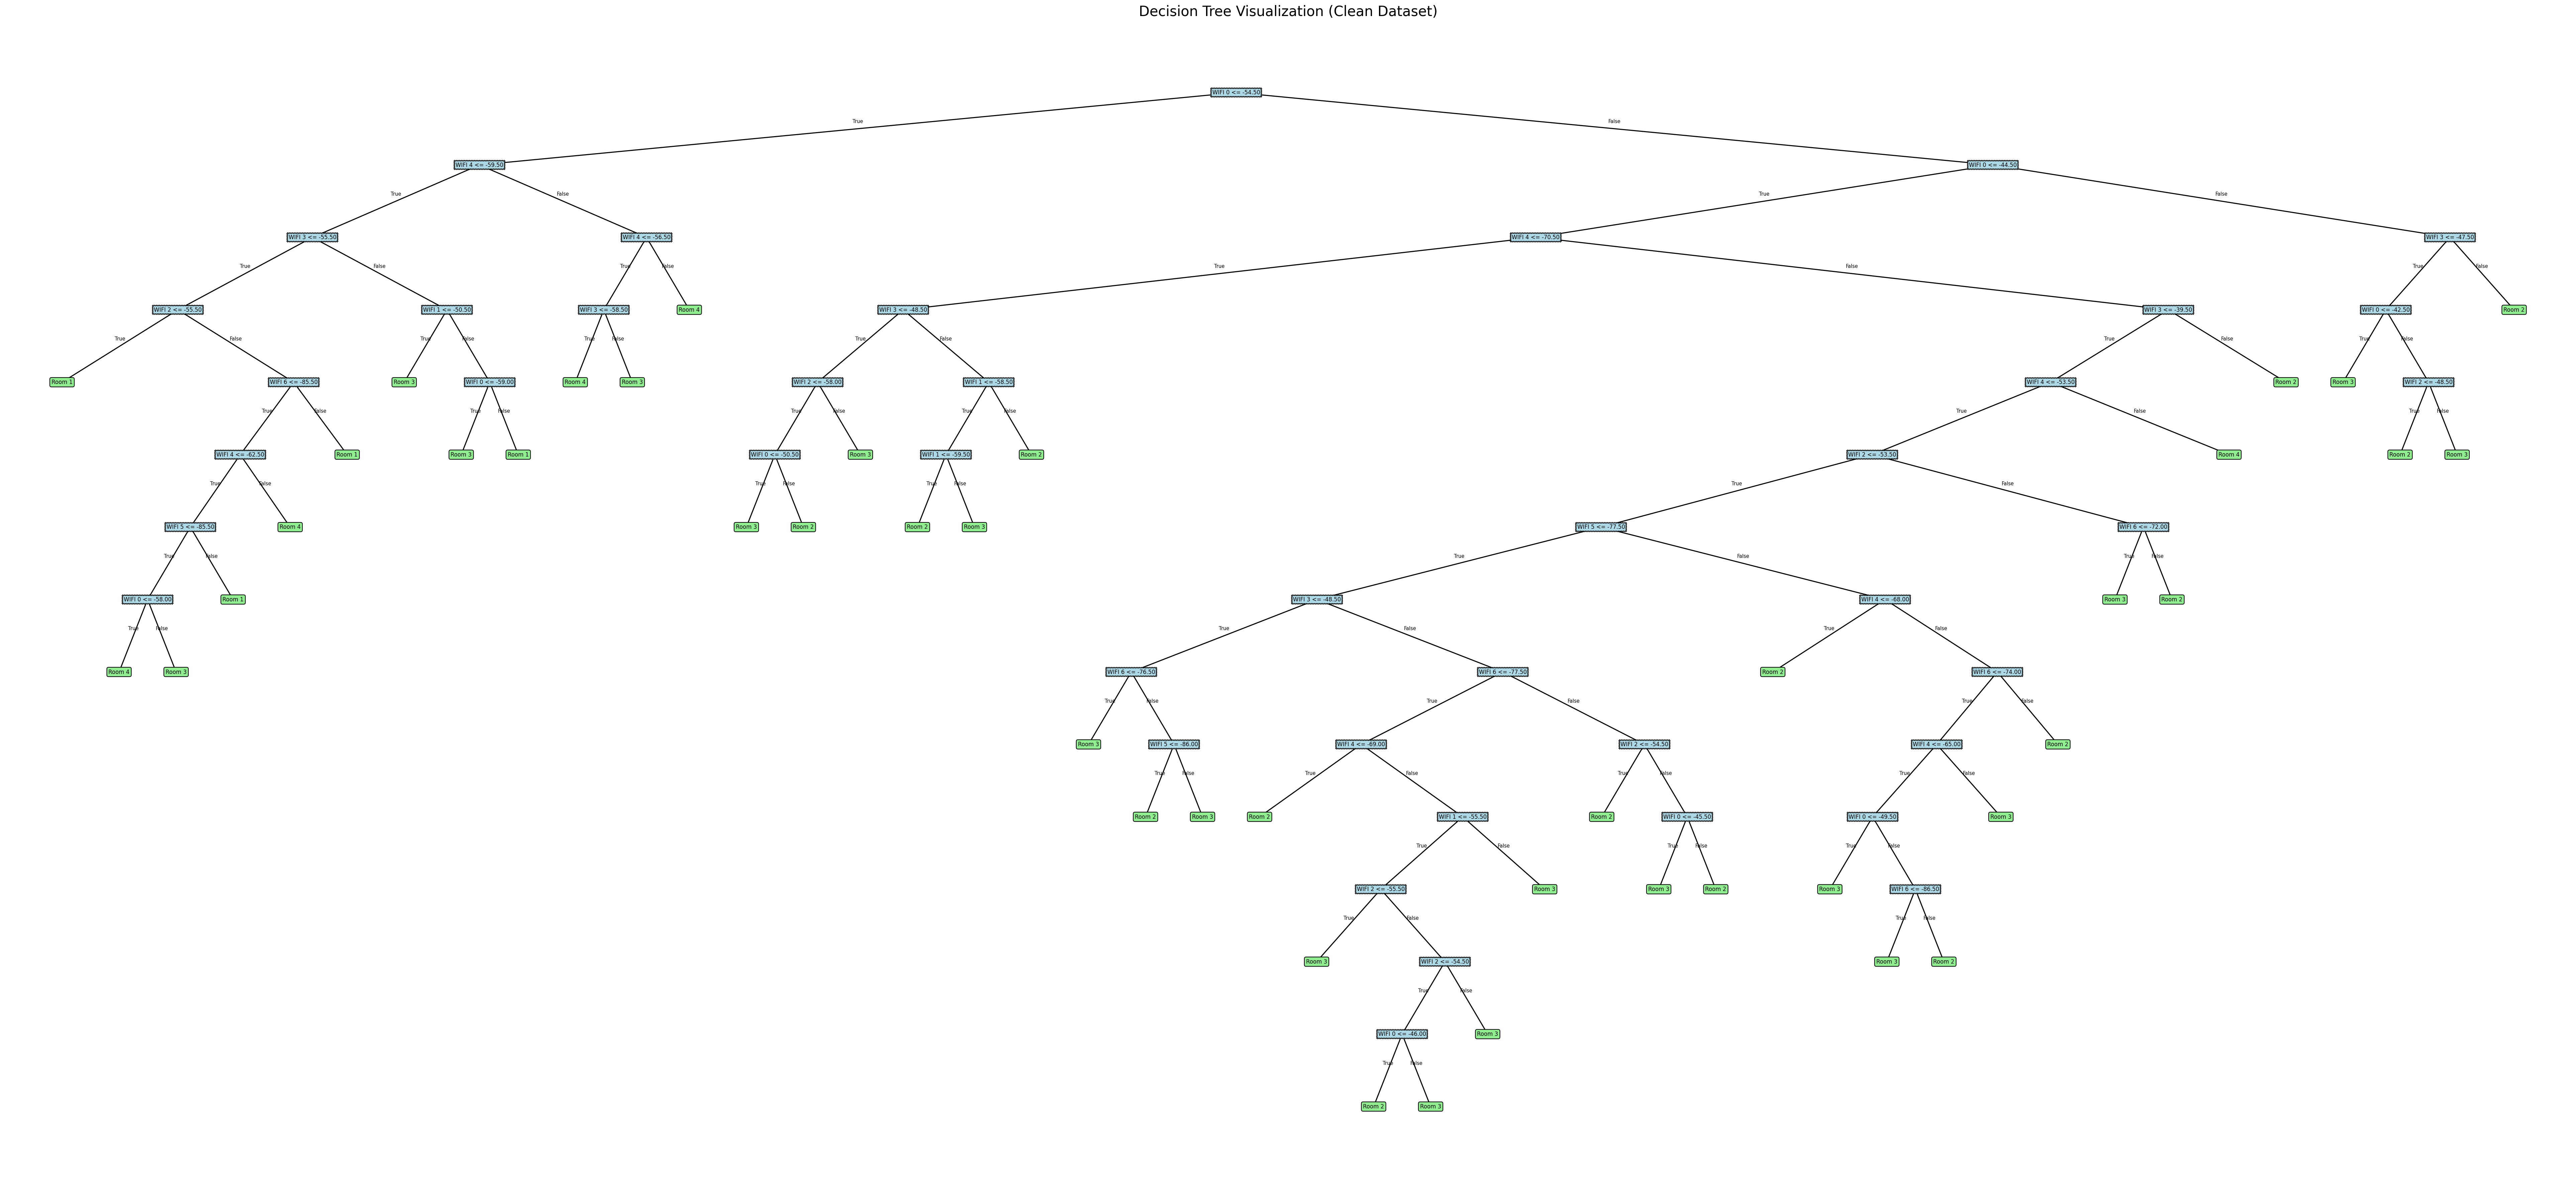 Decision Tree Visualization (Clean Dataset)
WIFI 0 <= -54.50
True False
WIFI 4 <= -59.50 WIFI 0 <= -44.50
True False True False
WIFI 3 <= -55.50 WIFI 4 <= -56.50 WIFI 4 <= -70.50 WIFI 3 <= -47.50
True False True False True False True False
WIFI 2 <= -55.50 WIFI 1 <= -50.50 WIFI 3 <= -58.50 Room 4 WIFI 3 <= -48.50 WIFI 3 <= -39.50 WIFI 0 <= -42.50 Room 2
True False True False True False True False True False True False
Room 1 WIFI 6 <= -85.50 Room 3 WIFI 0 <= -59.00 Room 4 Room 3 WIFI 2 <= -58.00 WIFI 1 <= -58.50 WIFI 4 <= -53.50 Room 2 Room 3 WIFI 2 <= -48.50
True False True False True False True False True False True False
WIFI 4 <= -62.50 Room 1 Room 3 Room 1 WIFI 0 <= -50.50 Room 3 WIFI 1 <= -59.50 Room 2 WIFI 2 <= -53.50 Room 4 Room 2 Room 3
True False True False True False True False
WIFI 5 <= -85.50 Room 4 Room 3 Room 2 Room 2 Room 3 WIFI 5 <= -77.50 WIFI 6 <= -72.00
True False True False True False
WIFI 0 <= -58.00 Room 1 WIFI 3 <= -48.50 WIFI 4 <= -68.00 Room 3 Room 2
True False True False True False
Room 4 Room 3 WIFI 6 <= -76.50 WIFI 6 <= -77.50 Room 2 WIFI 6 <= -74.00
True False True False True False
Room 3 WIFI 5 <= -86.00 WIFI 4 <= -69.00 WIFI 2 <= -54.50 WIFI 4 <= -65.00 Room 2
True False True False True False True False
Room 2 Room 3 Room 2 WIFI 1 <= -55.50 Room 2 WIFI 0 <= -45.50 WIFI 0 <= -49.50 Room 3
True False True False True False
WIFI 2 <= -55.50 Room 3 Room 3 Room 2 Room 3 WIFI 6 <= -86.50
True False True False
Room 3 WIFI 2 <= -54.50 Room 3 Room 2
True False
WIFI 0 <= -46.00 Room 3
True False
Room 2 Room 3